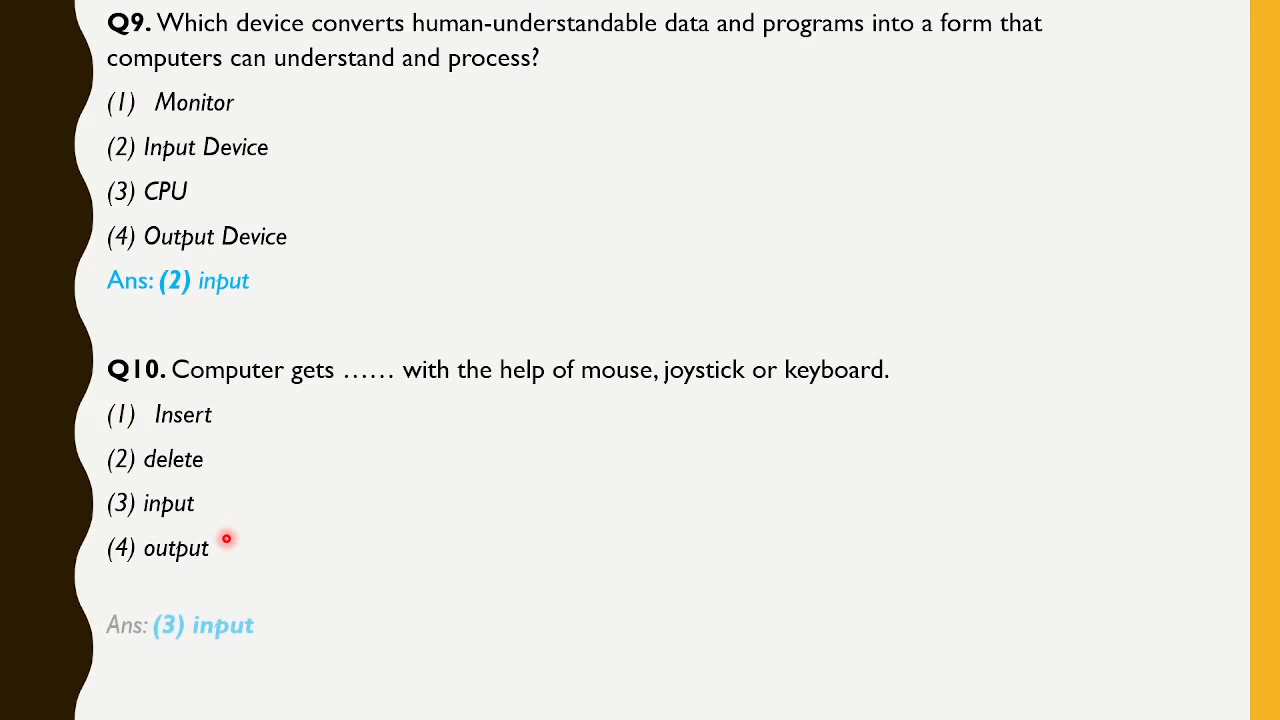 Q9. Which device converts human-understandable data and programs into a form that
computers can understand and process?
(1) Monitor
(2) Input Device
(3) CPU
(4) Output Device
Ans: (2) input
Q10. Computer gets …… with the help of mouse, joystick or keyboard.
(1) Insert
(2) delete
(3) input
(4) output
Ans: (3) input